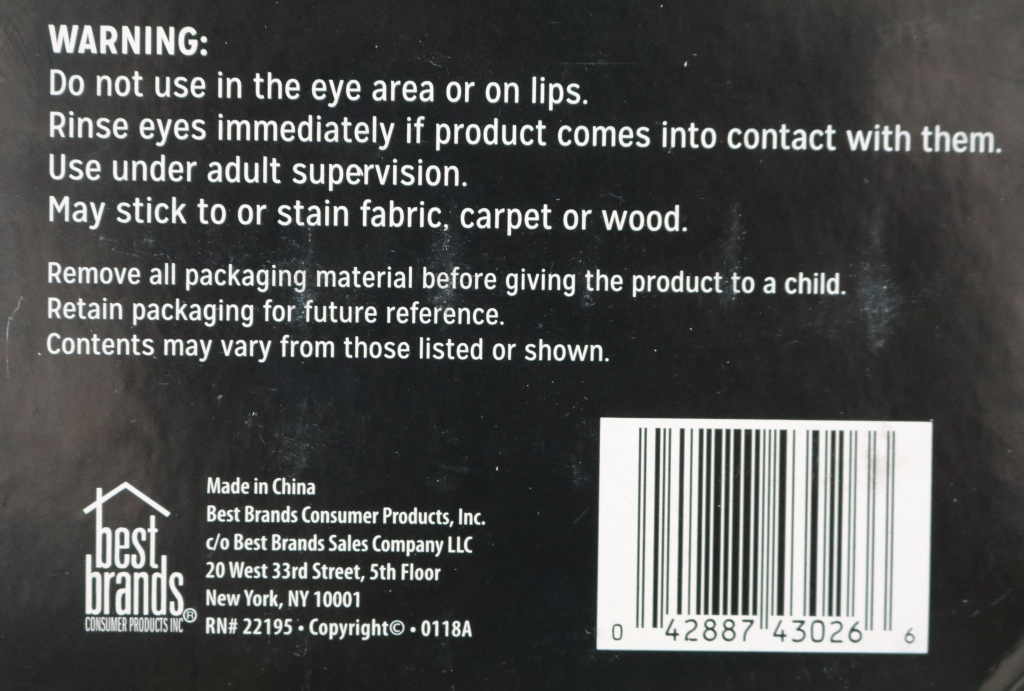 WARNING:
Do not use in the eye area or on lips.
Rinse eyes immediately if product comes into contact with them.
Use under adult supervision.
May stick to or stain fabric, carpet or wood.
Remove all packaging material before giving the product to a child.
Retain packaging for future reference.
Contents may vary from those listed or shown.
best
brands
CONSUMER PRODUCTS INC®
Made in China
Best Brands Consumer Products, Inc.
c/o Best Brands Sales Company LLC
20 West 33rd Street, 5th Floor
New York, NY 10001
RN# 22195 • Copyright© • 0118A
0 42887 43026 6